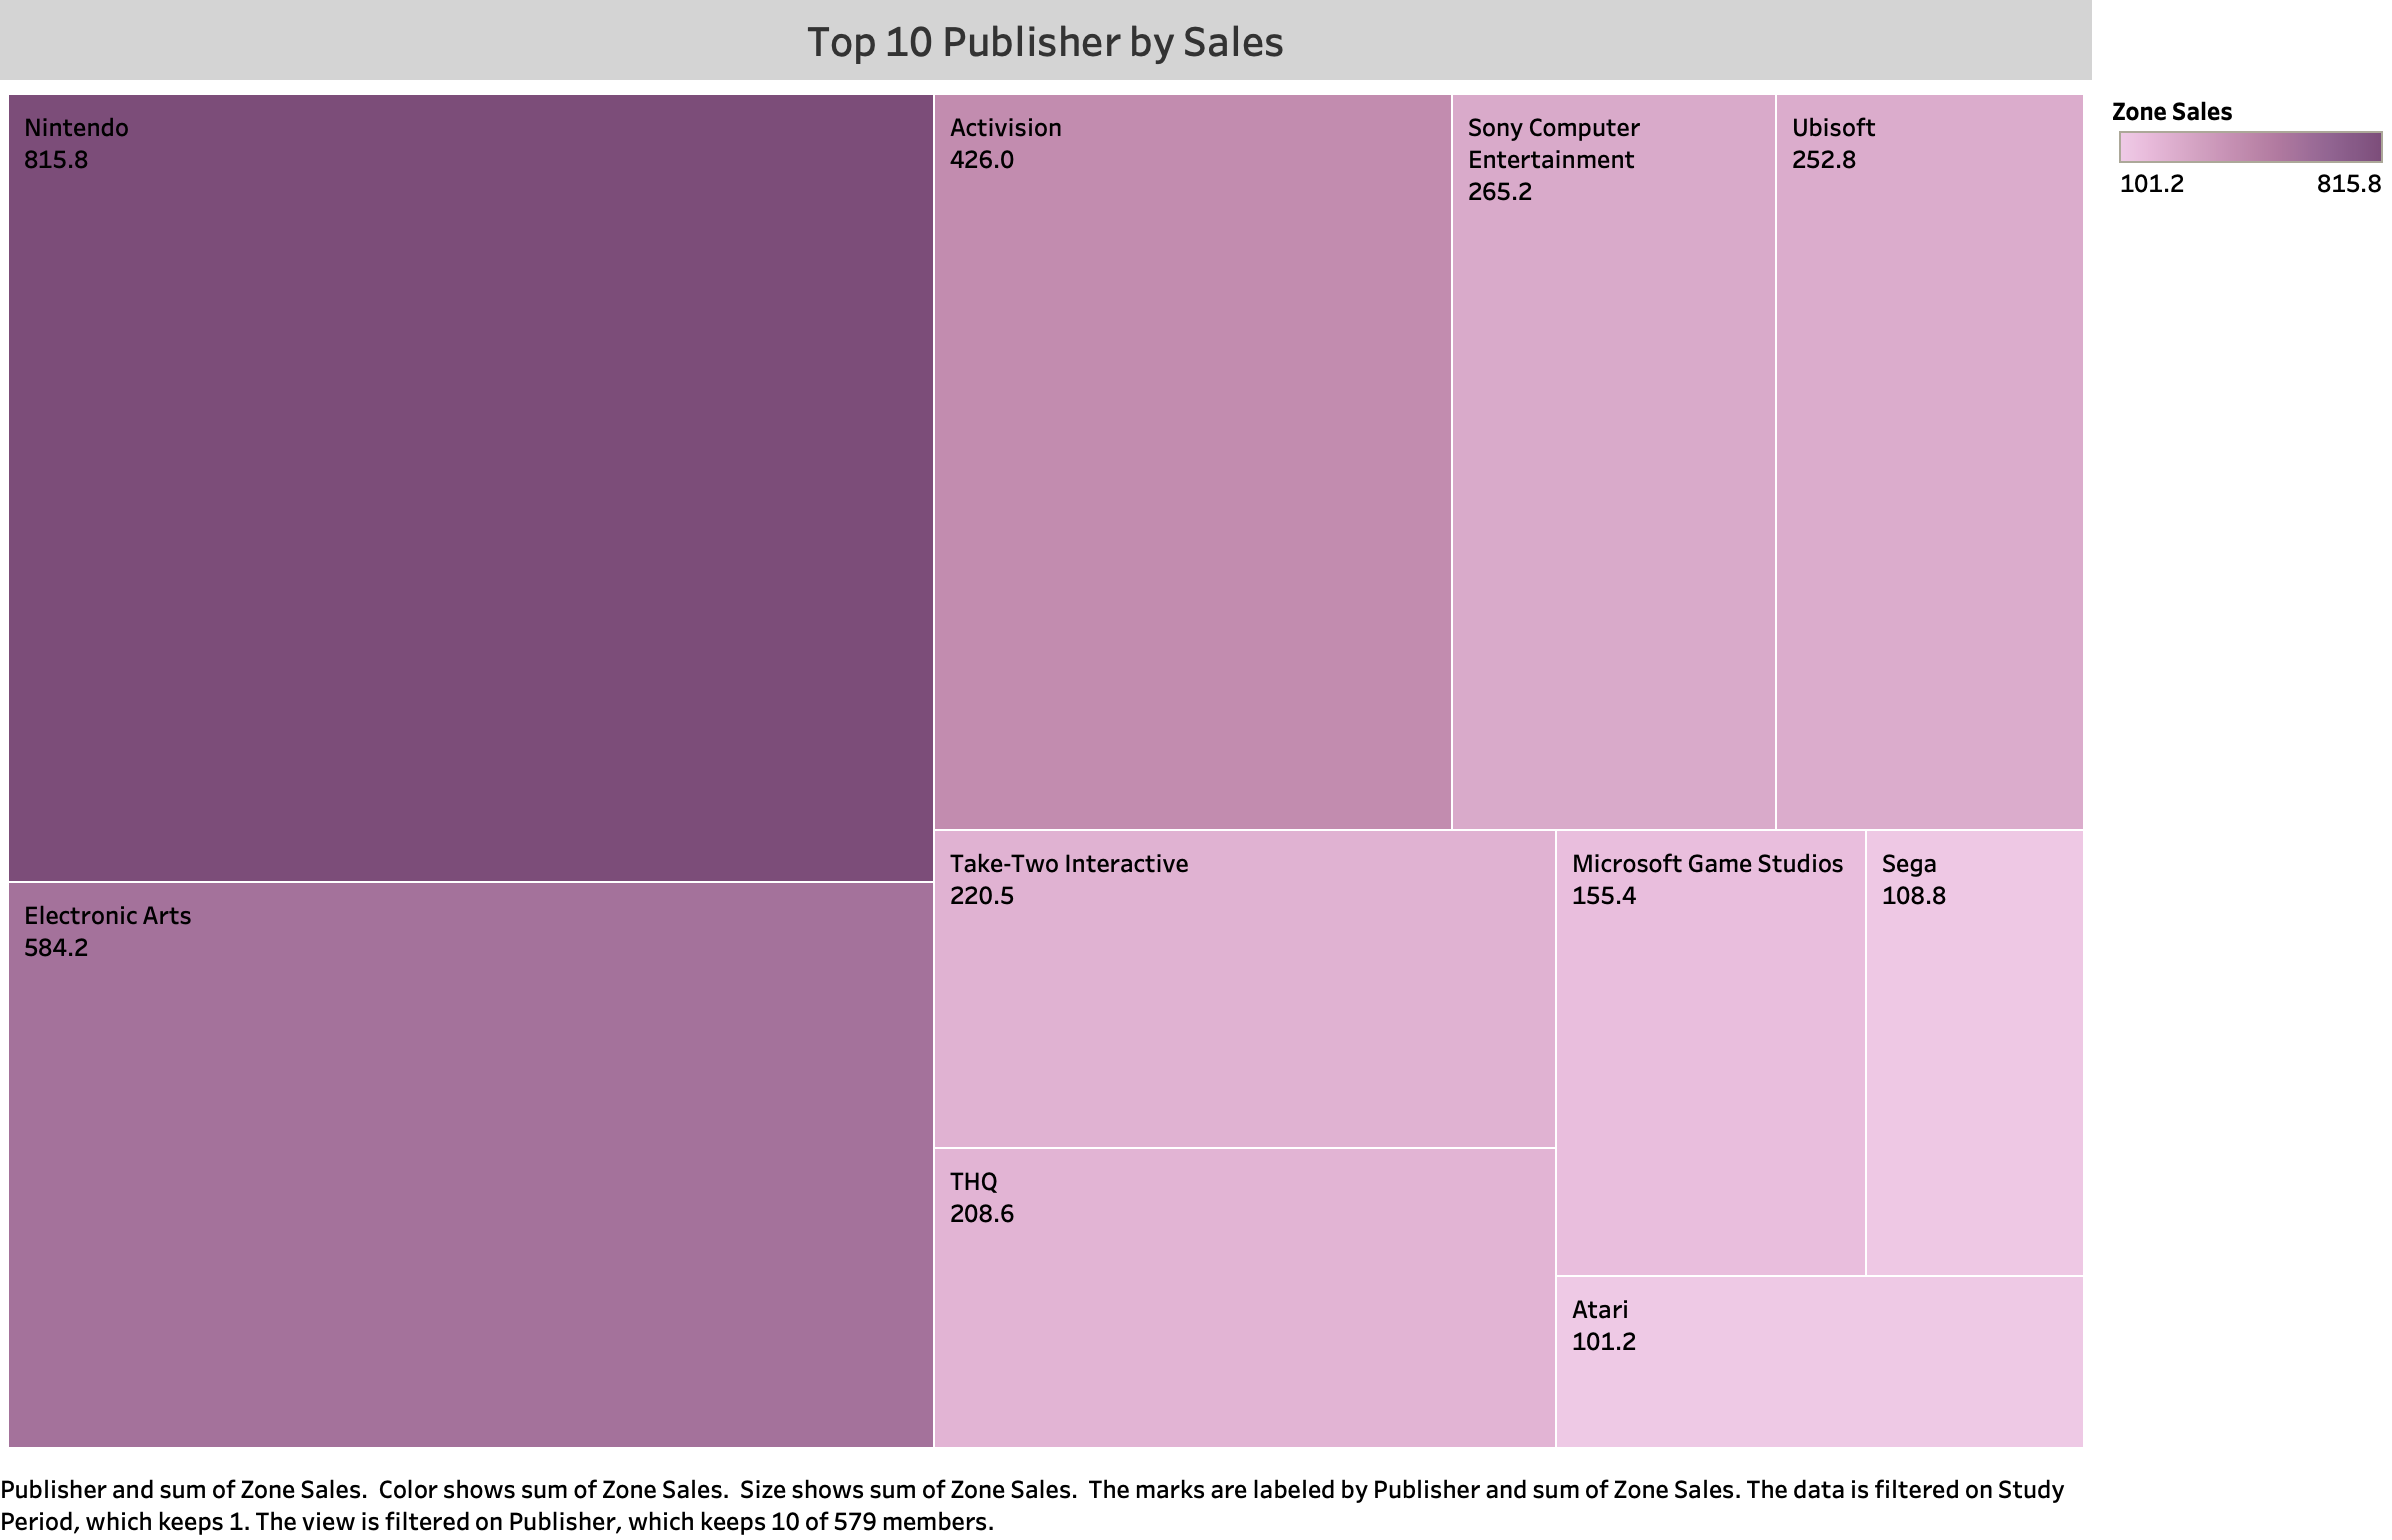 Top 10 Publisher by Sales
Nintendo
815.8
Activision
426.0
Sony Computer
Entertainment
265.2
Ubisoft
252.8
Zone Sales
101.2 815.8
Electronic Arts
584.2
Take-Two Interactive
220.5
Microsoft Game Studios
155.4
Sega
108.8
THQ
208.6
Atari
101.2
Publisher and sum of Zone Sales.  Color shows sum of Zone Sales.  Size shows sum of Zone Sales.  The marks are labeled by Publisher and sum of Zone Sales. The data is filtered on Study
Period, which keeps 1. The view is filtered on Publisher, which keeps 10 of 579 members.